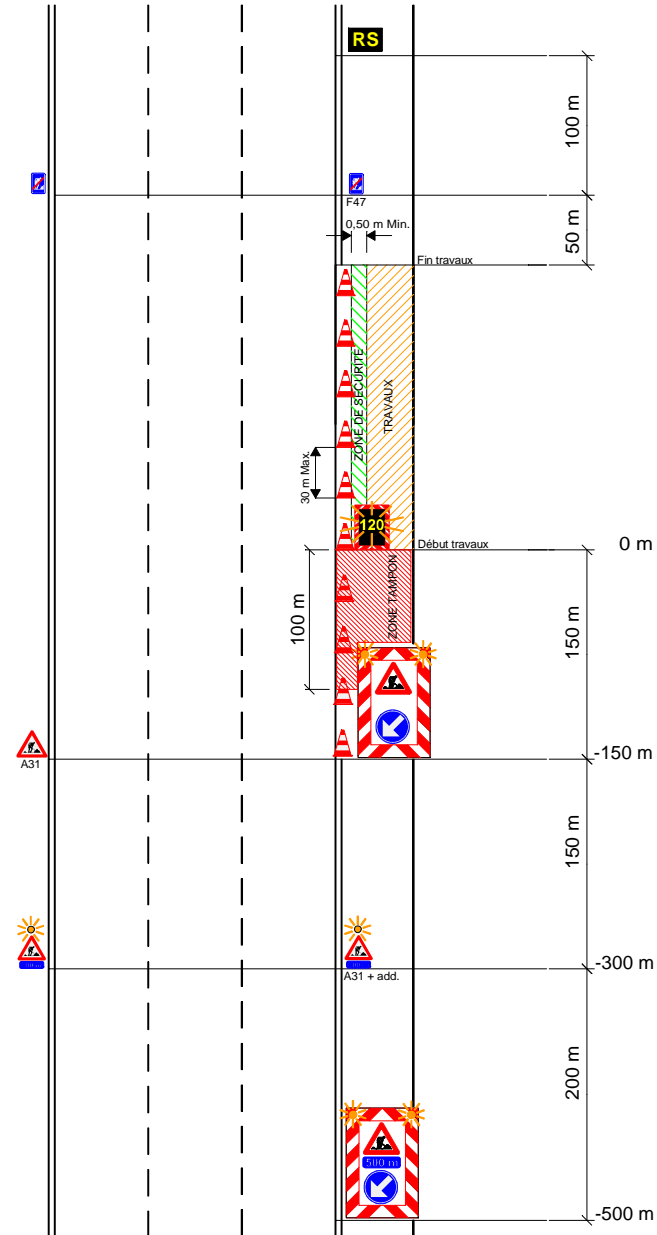 RS
100 m
F47
50 m
0,50 m Min.
Fin travaux
ZONE DE SECURITE
TRAVAUX
30 m Max.
120
Début travaux
0 m
ZONE TAMPON
100 m
150 m
A31
-150 m
150 m
A31 + add.
-300 m
200 m
500 m
-500 m